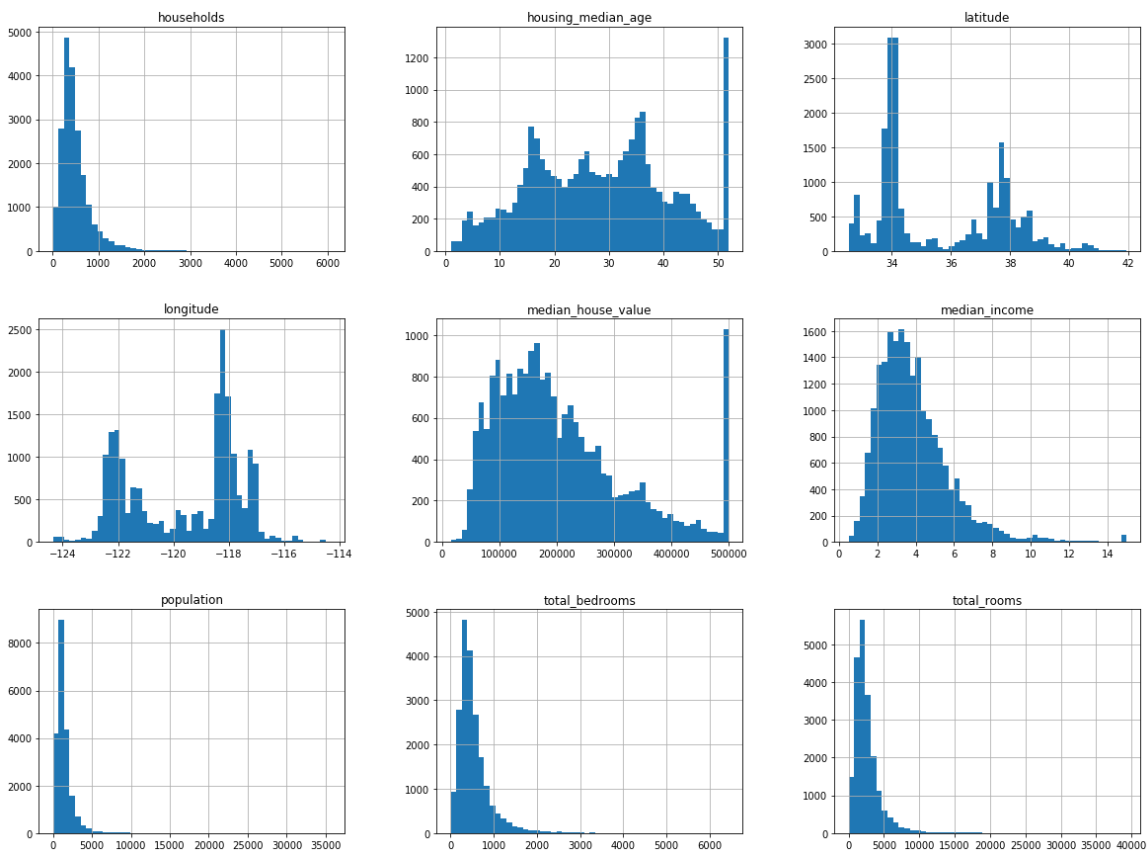 households housing_median_age latitude
5000 4000 3000 2000 1000 0
0 1000 2000 3000 4000 5000 6000
1200 1000 800 600 400 200 0
0 10 20 30 40 50
3000 2500 2000 1500 1000 500 0
34 36 38 40 42
longitude median_house_value median_income
2500 2000 1500 1000 500 0
−124 −122 −120 −118 −116 −114
1000 800 600 400 200 0
100000 200000 300000 400000 500000
1600 1400 1200 1000 800 600 400 200 0
0 2 4 6 8 10 12 14
population total_bedrooms total_rooms
8000 6000 4000 2000 0
0 5000 10000 15000 20000 25000 30000 35000
5000 4000 3000 2000 1000 0
0 1000 2000 3000 4000 5000 6000
5000 4000 3000 2000 1000 0
0 5000 10000 15000 20000 25000 30000 35000 40000